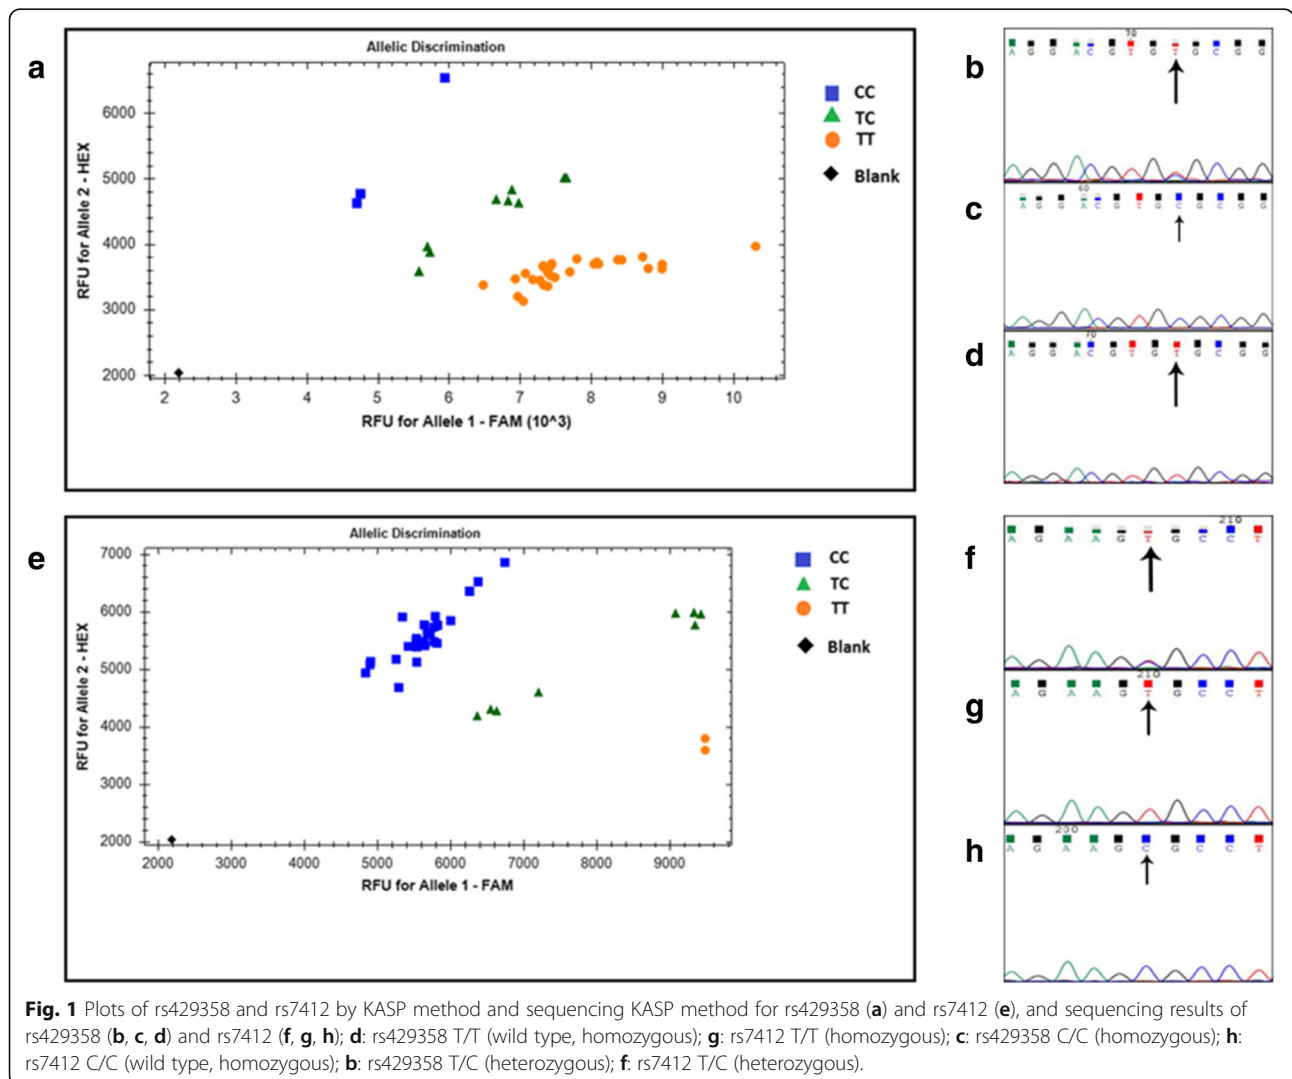 a
Allelic Discrimination
RFU for Allele 2 - HEX
6000
5000
4000
3000
2000
2 3 4 5 6 7 8 9 10
RFU for Allele 1 - FAM (10^3)
CC
TC
TT
Blank
b
70
A G G A C G T G T G C G G
c
60
A G G A C G T G C G C G G
d
70
A G G A C G T G T G C G G
e
Allelic Discrimination
RFU for Allele 2 - HEX
7000
6000
5000
4000
3000
2000
2000 3000 4000 5000 6000 7000 8000 9000
RFU for Allele 1 - FAM
CC
TC
TT
Blank
f
210
A G A A G T G C C T
g
210
A G A A G T G C C T
h
200
A G A A G C G C C T
Fig. 1 Plots of rs429358 and rs7412 by KASP method and sequencing KASP method for rs429358 (a) and rs7412 (e), and sequencing results of
rs429358 (b, c, d) and rs7412 (f, g, h); d: rs429358 T/T (wild type, homozygous); g: rs7412 T/T (homozygous); c: rs429358 C/C (homozygous); h:
rs7412 C/C (wild type, homozygous); b: rs429358 T/C (heterozygous); f: rs7412 T/C (heterozygous).